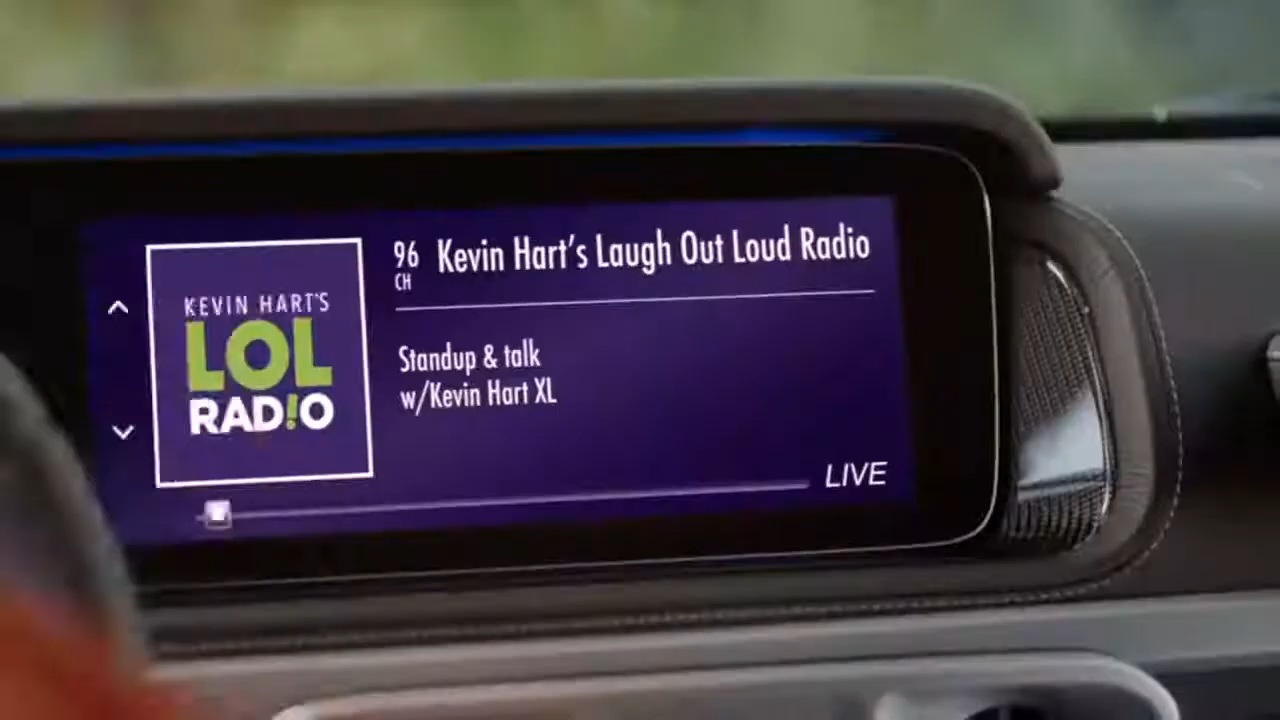 KEVIN HART'S
LOL
RAD!O
96
CH
Kevin Hart's Laugh Out Loud Radio
Standup & talk
w/Kevin Hart XL
LIVE